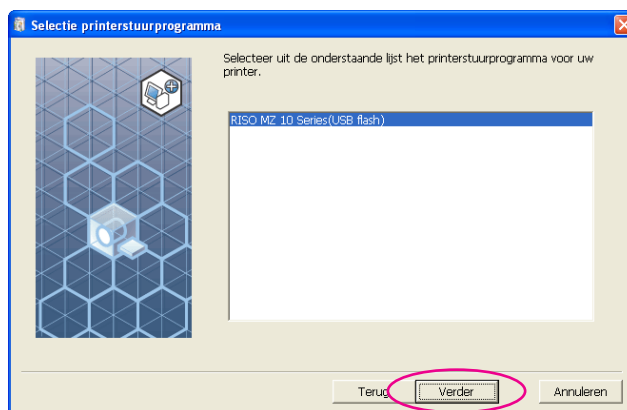 Selectie printerstuurprogramma
Selecteer uit de onderstaande lijst het printerstuurprogramma voor uw
printer.
RISO MZ 10 Series(USB flash)
Terug Verder Annuleren